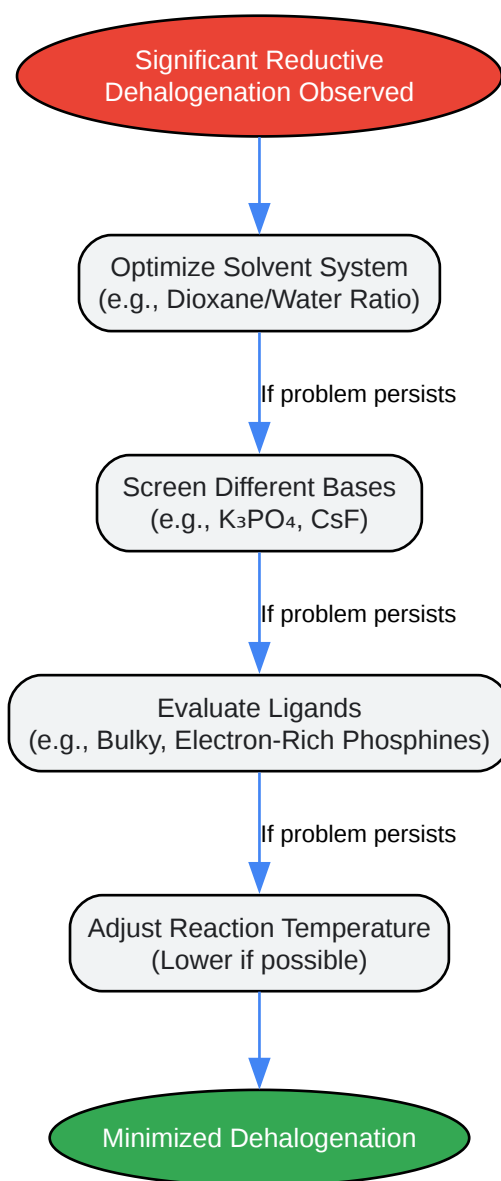 Significant Reductive
Dehalogenation Observed
Optimize Solvent System
(e.g., Dioxane/Water Ratio)
If problem persists
Screen Different Bases
(e.g., K₃PO₄, CsF)
If problem persists
Evaluate Ligands
(e.g., Bulky, Electron-Rich Phosphines)
If problem persists
Adjust Reaction Temperature
(Lower if possible)
Minimized Dehalogenation